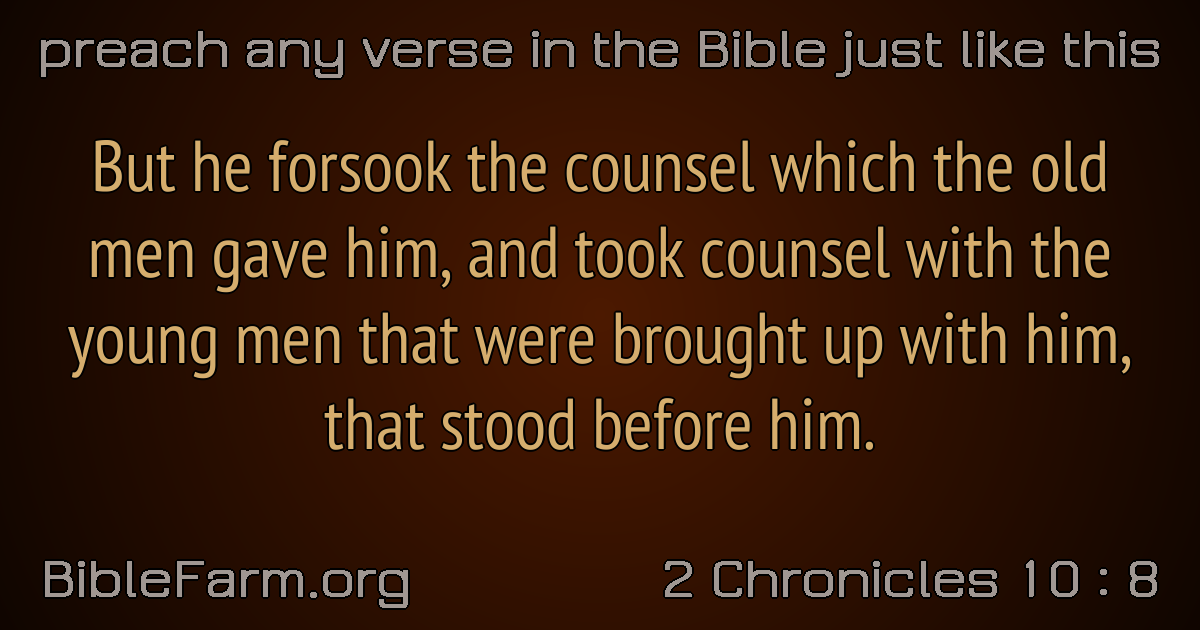 preach any verse in the Bible just like this
But he forsook the counsel which the old
men gave him, and took counsel with the
young men that were brought up with him,
that stood before him.
BibleFarm.org
2 Chronicles 10 : 8